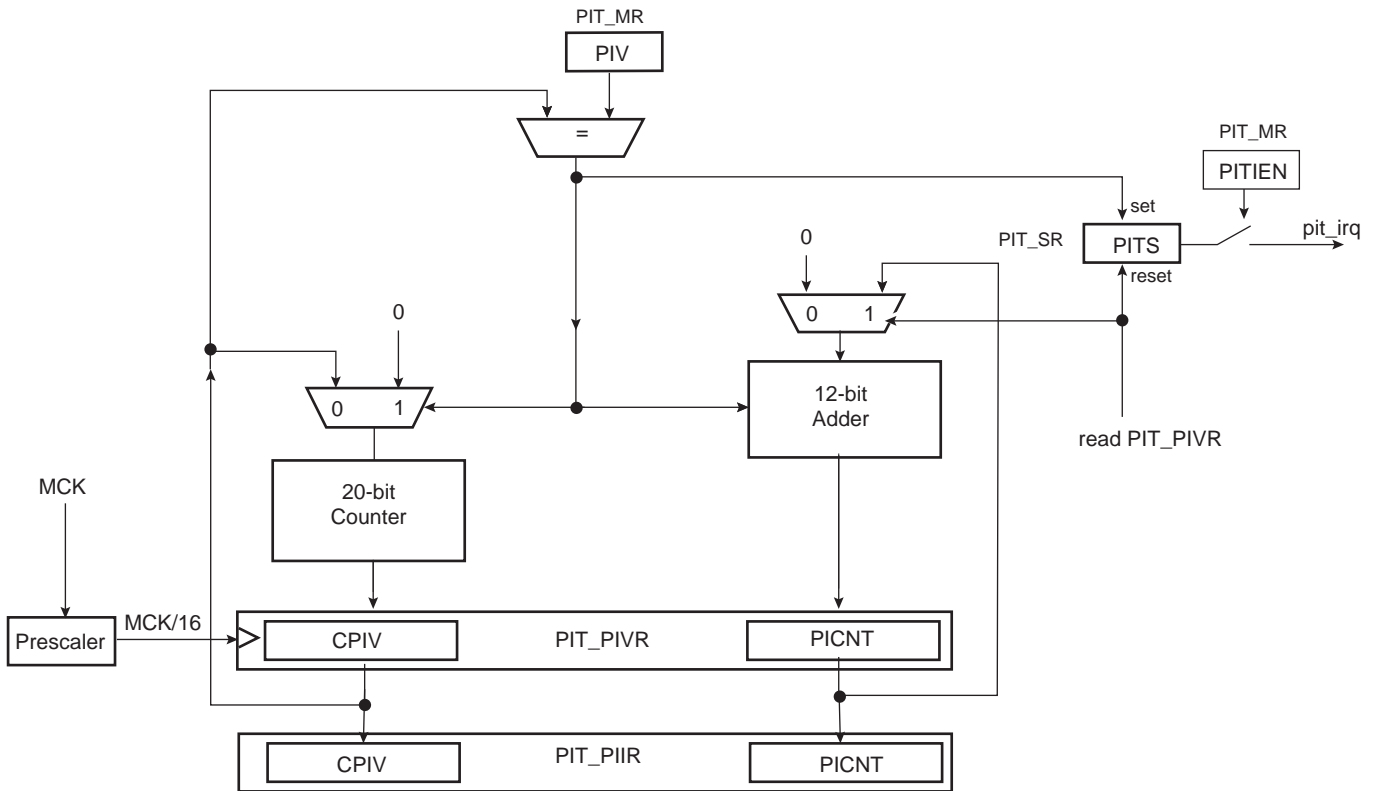 PIT_MR
PIV
=
PIT_MR
PITIEN
set
PIT_SR
PITS
pit_irq
reset
0
0 1
0
0 1
12-bit
Adder
read PIT_PIVR
MCK
20-bit
Counter
MCK/16
Prescaler
CPIV
PIT_PIVR
PICNT
CPIV
PIT_PIIR
PICNT